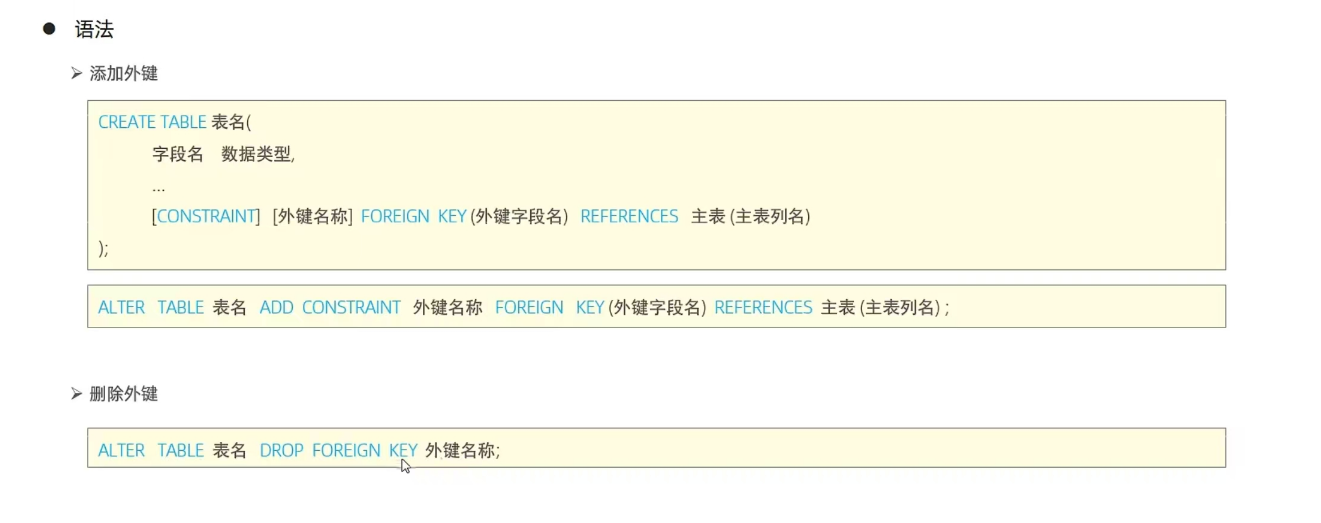 ● 语法
➢ 添加外键
CREATE TABLE 表名(
字段名 数据类型,
...
[CONSTRAINT] [外键名称] FOREIGN KEY (外键字段名) REFERENCES 主表 (主表列名)
);
ALTER TABLE 表名 ADD CONSTRAINT 外键名称 FOREIGN KEY (外键字段名) REFERENCES 主表 (主表列名) ;
➢ 删除外键
ALTER TABLE 表名 DROP FOREIGN KEY 外键名称;